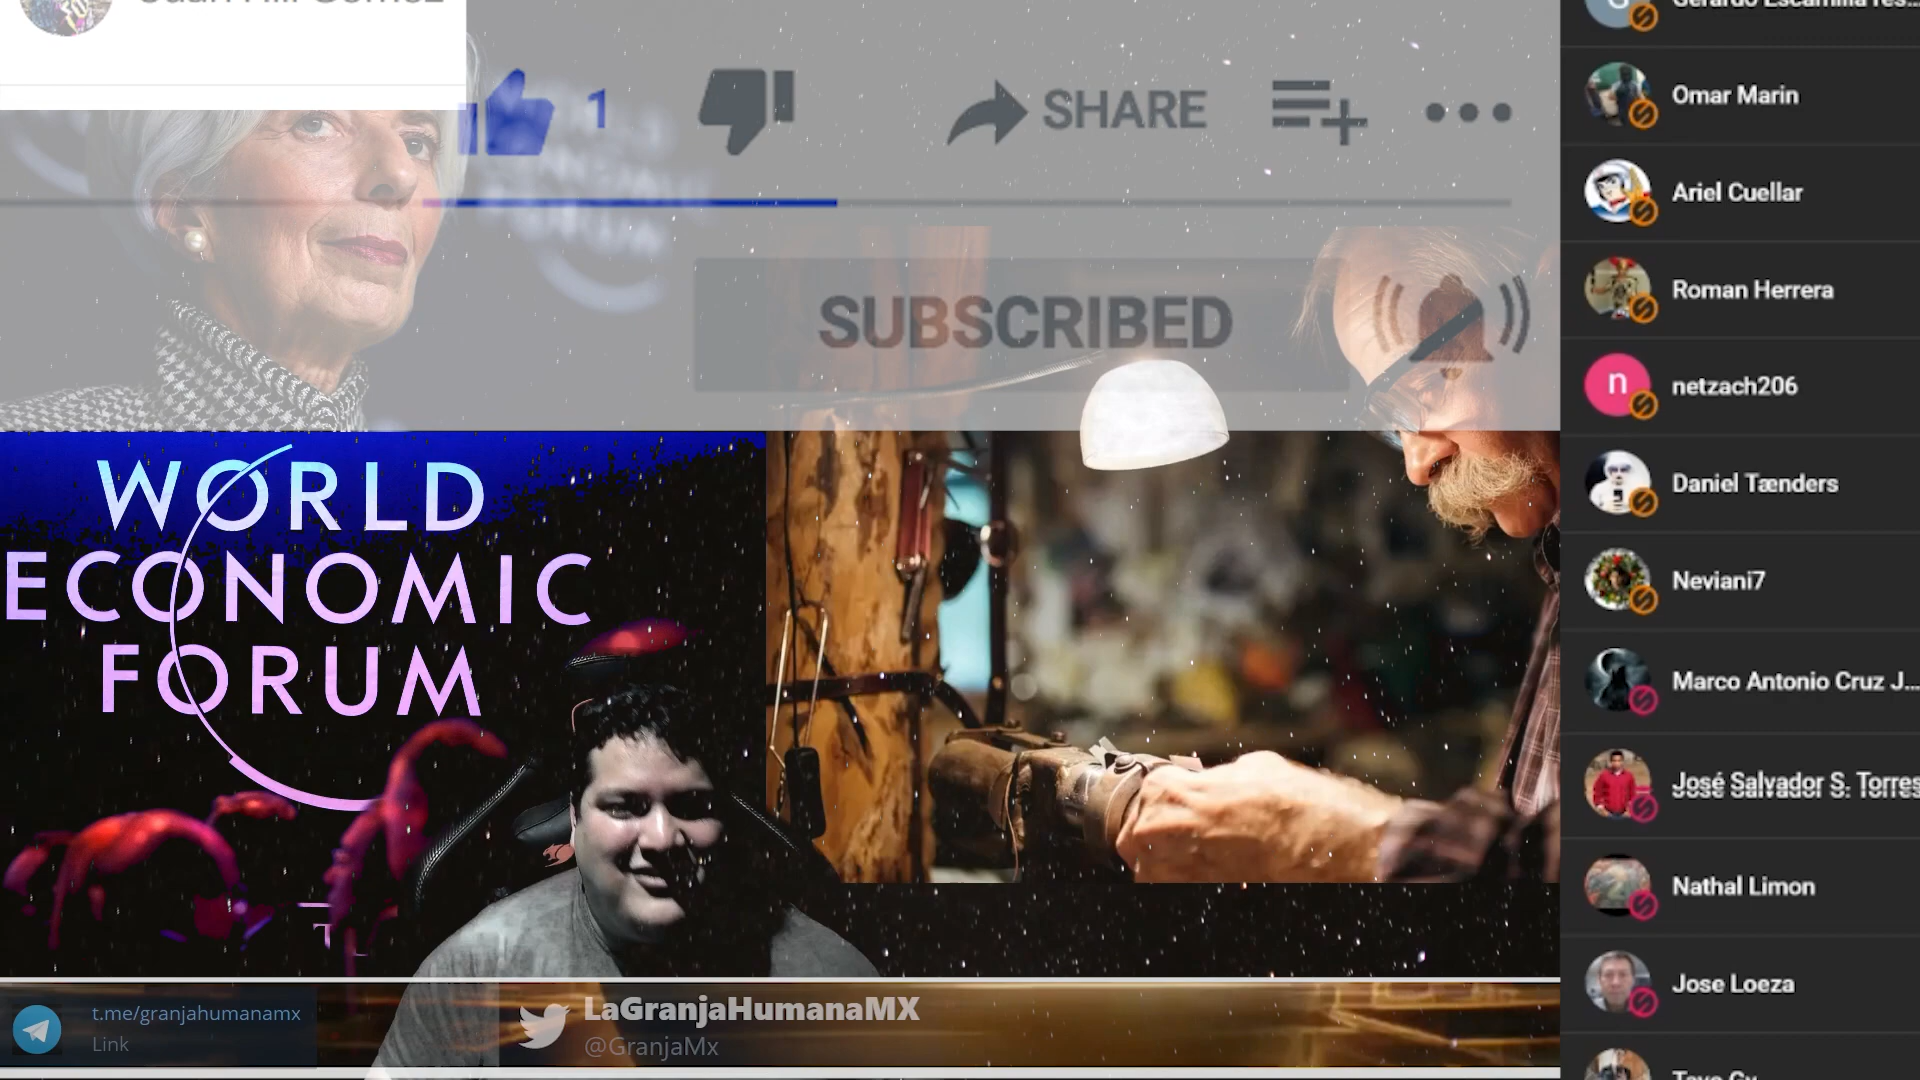 1
SHARE
SUBSCRIBED
WORLD
ECONOMIC
FORUM
t.me/granjahumanamx
Link
LaGranjaHumanaMX
@GranjaMx
Omar Marin
Ariel Cuellar
Roman Herrera
n
netzach206
Daniel Tænders
Neviani7
Marco Antonio Cruz J...
José Salvador S. Torres
Nathal Limon
Jose Loeza